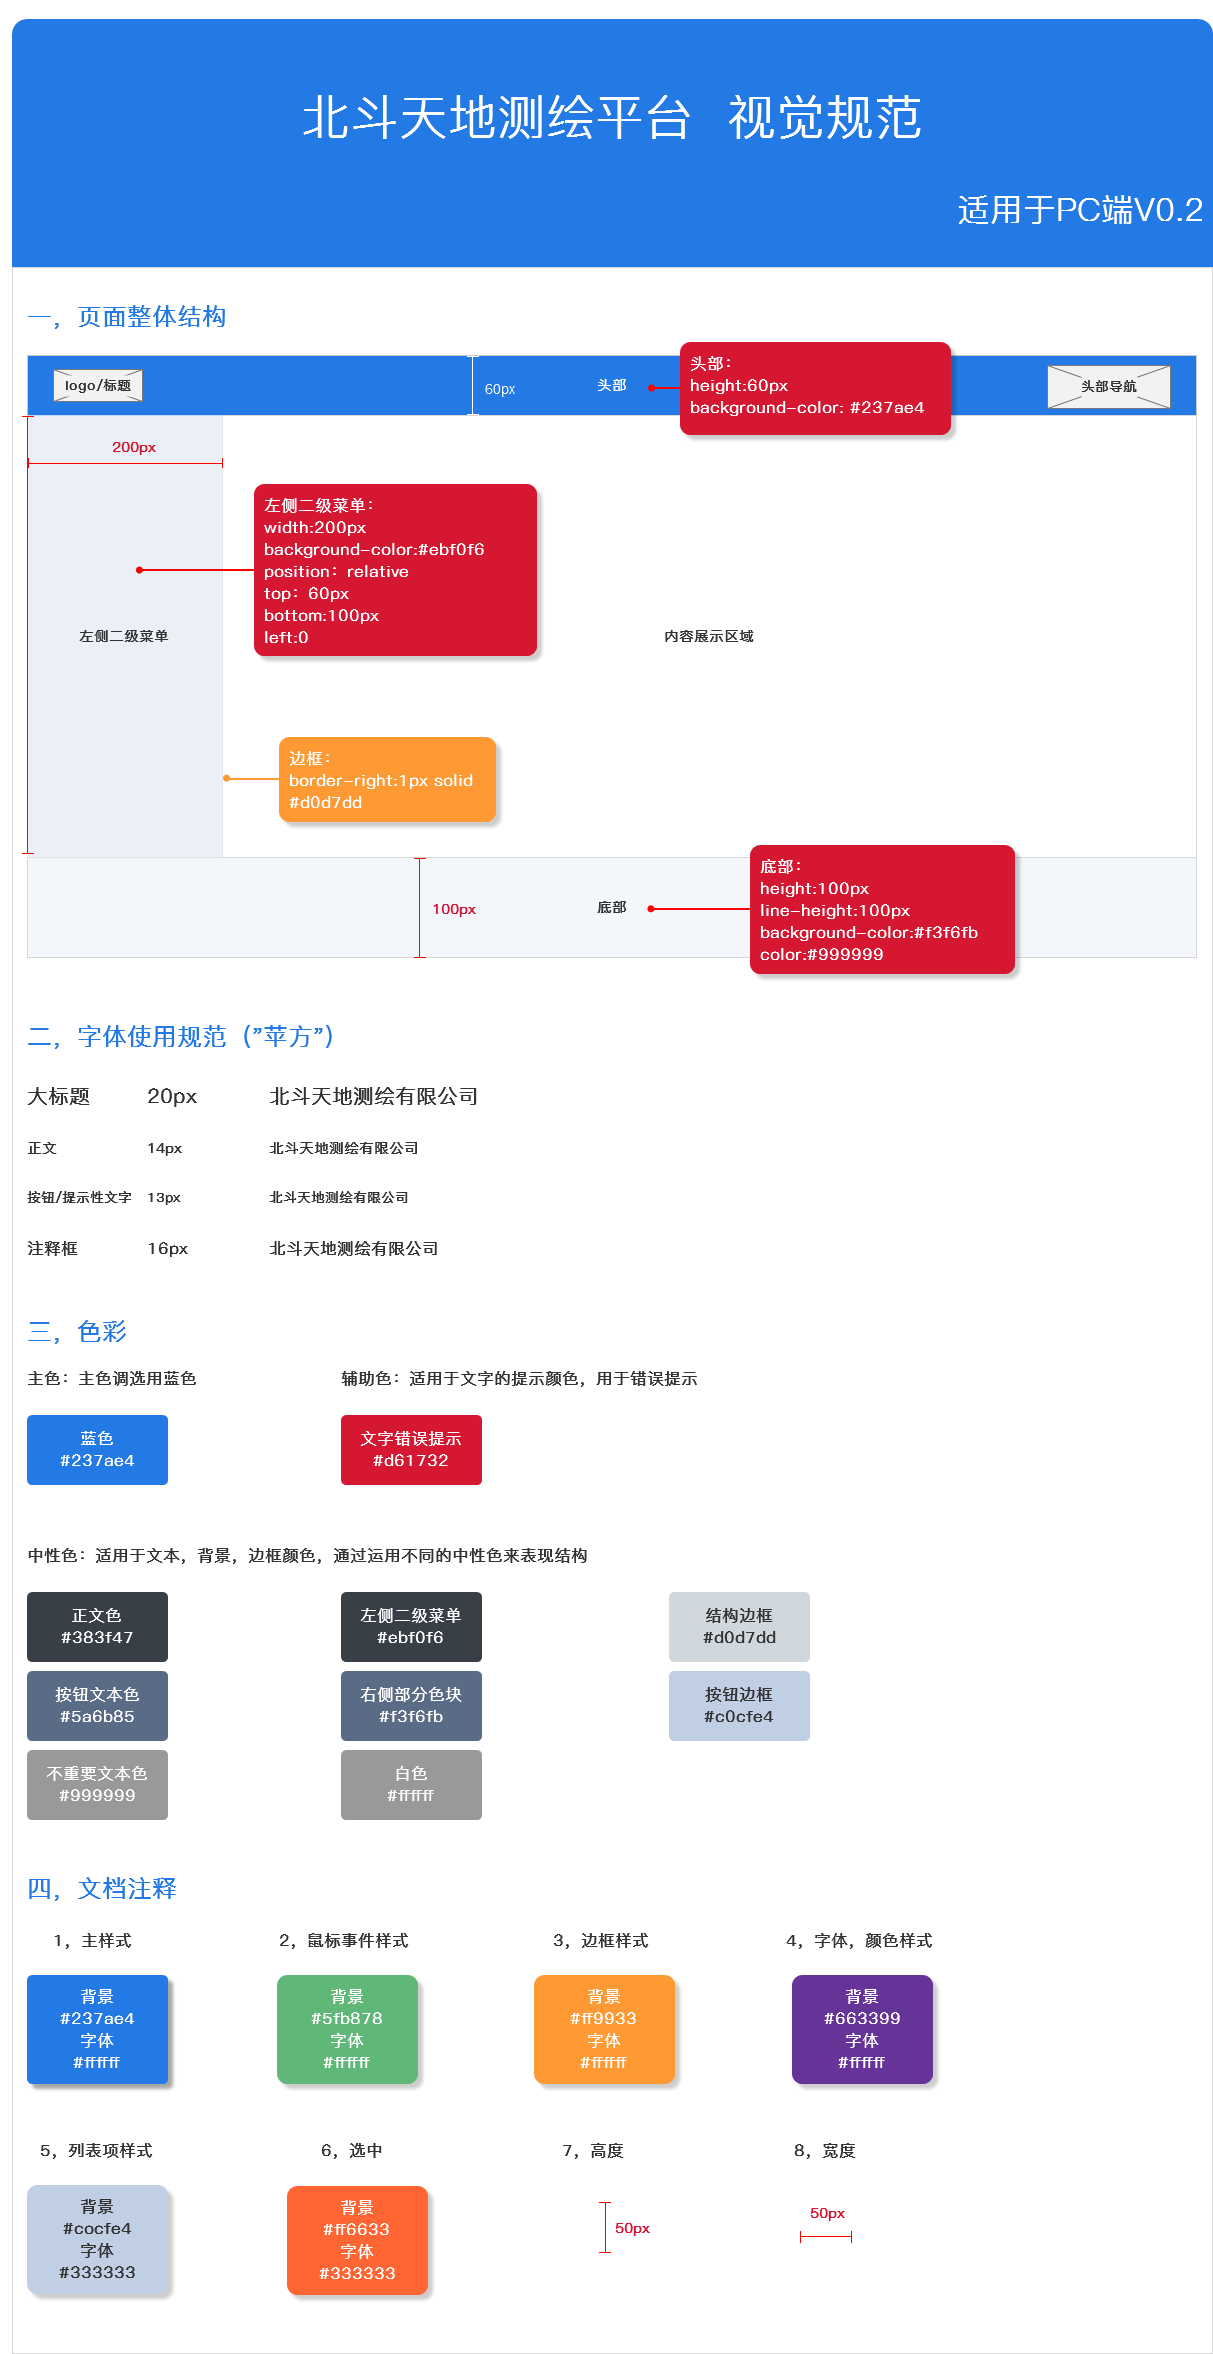 北斗天地测绘平台 视觉规范
适用于PC端V0.2
一，页面整体结构
logo/标题
60px
头部
头部：
height:60px
background-color: #237ae4
头部导航
200px
左侧二级菜单：
width:200px
background-color:#ebf0f6
position：relative
top：60px
bottom:100px
left:0
左侧二级菜单
内容展示区域
边框：
border-right:1px solid
#d0d7dd
100px
底部
底部：
height:100px
line-height:100px
background-color:#f3f6fb
color:#999999
二，字体使用规范（”苹方”）
大标题 20px 北斗天地测绘有限公司
正文 14px 北斗天地测绘有限公司
按钮/提示性文字 13px 北斗天地测绘有限公司
注释框 16px 北斗天地测绘有限公司
三，色彩
主色：主色调选用蓝色
辅助色：适用于文字的提示颜色，用于错误提示
蓝色
#237ae4
文字错误提示
#d61732
中性色：适用于文本，背景，边框颜色，通过运用不同的中性色来表现结构
正文色
#383f47
左侧二级菜单
#ebf0f6
结构边框
#d0d7dd
按钮文本色
#5a6b85
右侧部分色块
#f3f6fb
按钮边框
#c0cfe4
不重要文本色
#999999
白色
#ffffff
四，文档注释
1，主样式
2，鼠标事件样式
3，边框样式
4，字体，颜色样式
背景
#237ae4
字体
#ffffff
背景
#5fb878
字体
#ffffff
背景
#ff9933
字体
#ffffff
背景
#663399
字体
#ffffff
5，列表项样式
6，选中
7，高度
8，宽度
背景
#cocfe4
字体
#333333
背景
#ff6633
字体
#333333
50px
50px